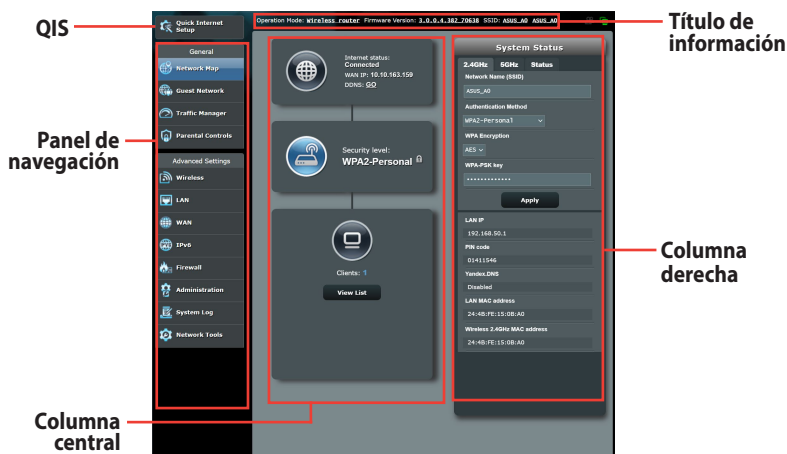 QIS
Panel de
navegación
Columna
central
Título de
información
Columna
derecha
Quick Internet
Setup
General
Network Map
Guest Network
Traffic Manager
Parental Controls
Advanced Settings
Wireless
LAN
WAN
IPv6
Firewall
Administration
System Log
Network Tools
Operation Mode: Wireless router Firmware Version: 3.0.0.4.382_70638 SSID: ASUS_A0 ASUS_A0
Internet status:
Connected
WAN IP: 10.10.163.159
DDNS: GO
Security level:
WPA2-Personal
Clients: 1
View List
System Status
2.4GHz 5GHz Status
Network Name (SSID)
ASUS_A0
Authentication Method
WPA2-Personal
WPA Encryption
AES
WPA-PSK key
•••••••••••••
Apply
LAN IP
192.168.50.1
PIN code
01411546
Yandex.DNS
Disabled
LAN MAC address
24:4B:FE:15:0B:A0
Wireless 2.4GHz MAC address
24:4B:FE:15:0B:A0